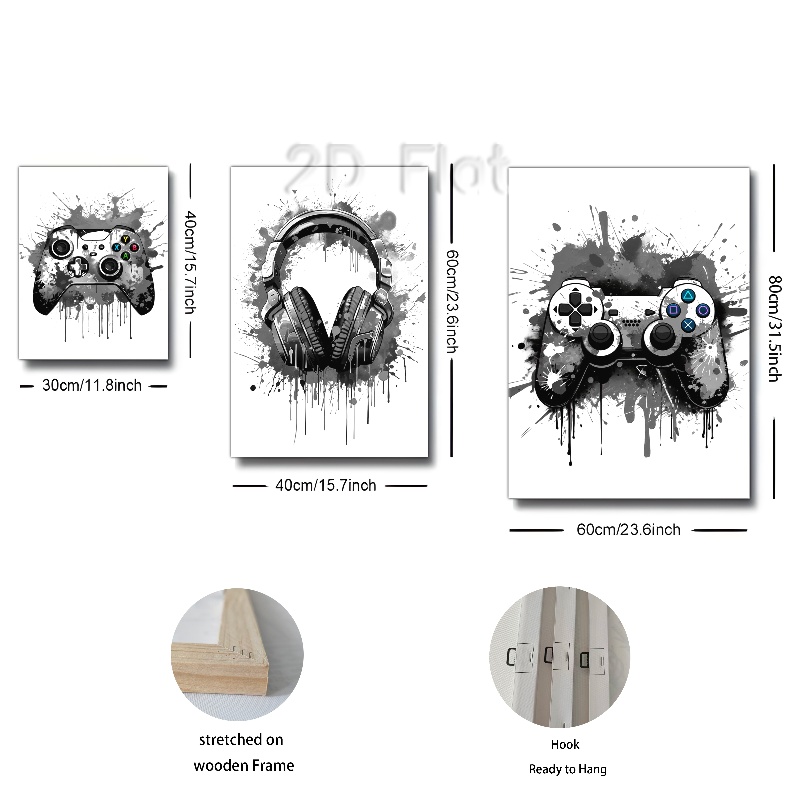 2D Flat
40cm/15.7inch
30cm/11.8inch
60cm/23.6inch
40cm/15.7inch
80cm/31.5inch
60cm/23.6inch
stretched on
wooden Frame
Hook
Ready to Hang